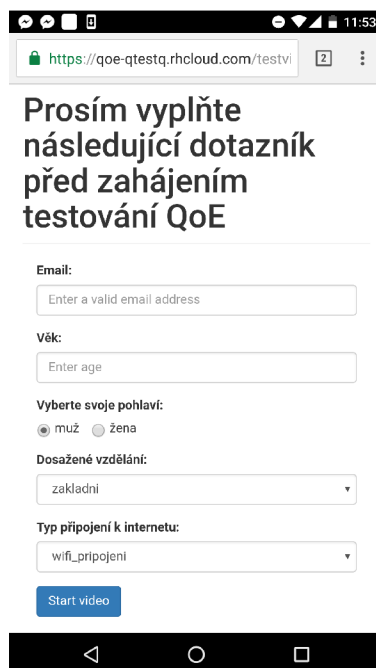 11:53
https://qoe-qtestq.rhcloud.com/testvi
2
Prosím vyplňte
následující dotazník
před zahájením
testování QoE
Email:
Enter a valid email address
Věk:
Enter age
Vyberte svoje pohlaví:
muž žena
Dosažené vzdělání:
zakladni
Typ připojení k internetu:
wifi_pripojeni
Start video